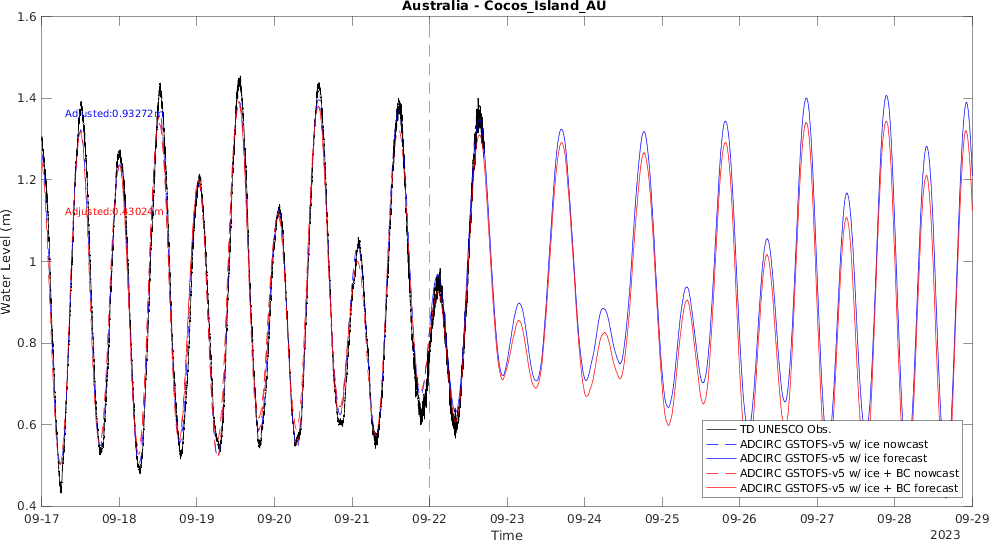 Australia - Cocos_Island_AU
Water Level (m)
1.6
1.4
1.2
1
0.8
0.6
0.4
Adjusted:0.93272m
Adjusted:0.43024m
TD UNESCO Obs.
ADCIRC GSTOFS-v5 w/ ice nowcast
ADCIRC GSTOFS-v5 w/ ice forecast
ADCIRC GSTOFS-v5 w/ ice + BC nowcast
ADCIRC GSTOFS-v5 w/ ice + BC forecast
09-17 09-18 09-19 09-20 09-21 09-22 09-23 09-24 09-25 09-26 09-27 09-28 09-29
Time
2023